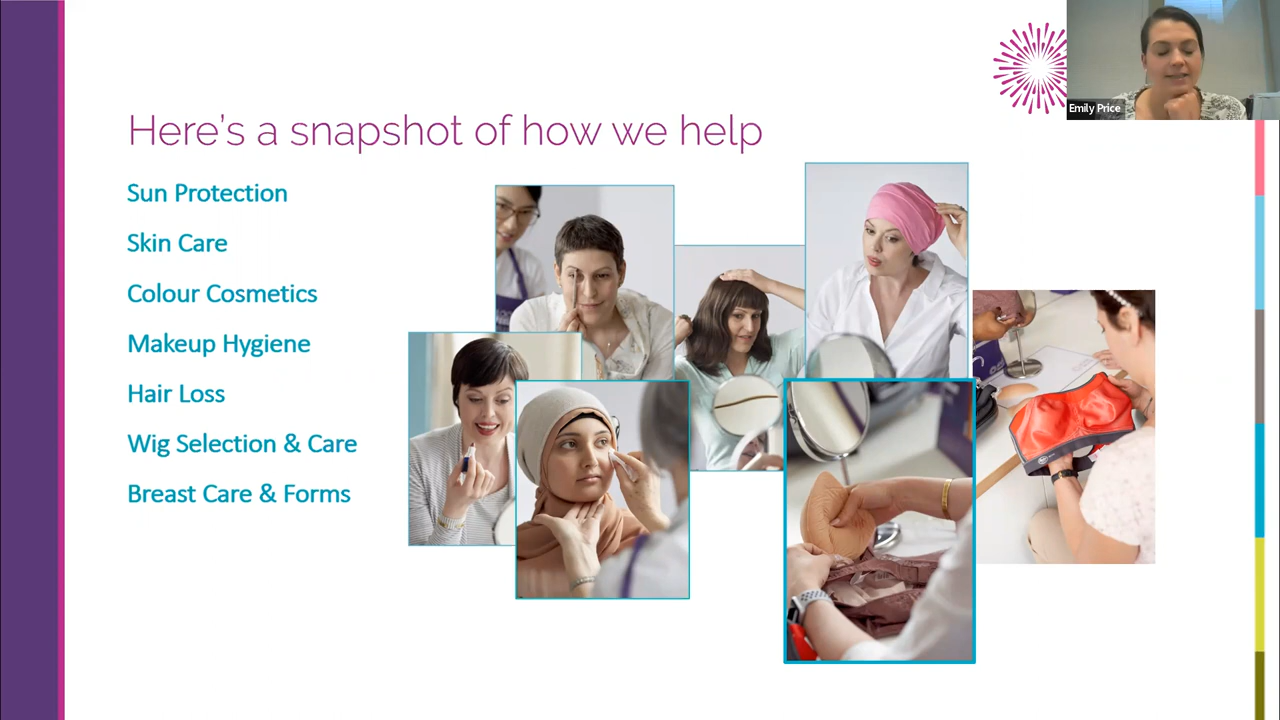 Emily Price
Here's a snapshot of how we help
Sun Protection
Skin Care
Colour Cosmetics
Makeup Hygiene
Hair Loss
Wig Selection & Care
Breast Care & Forms